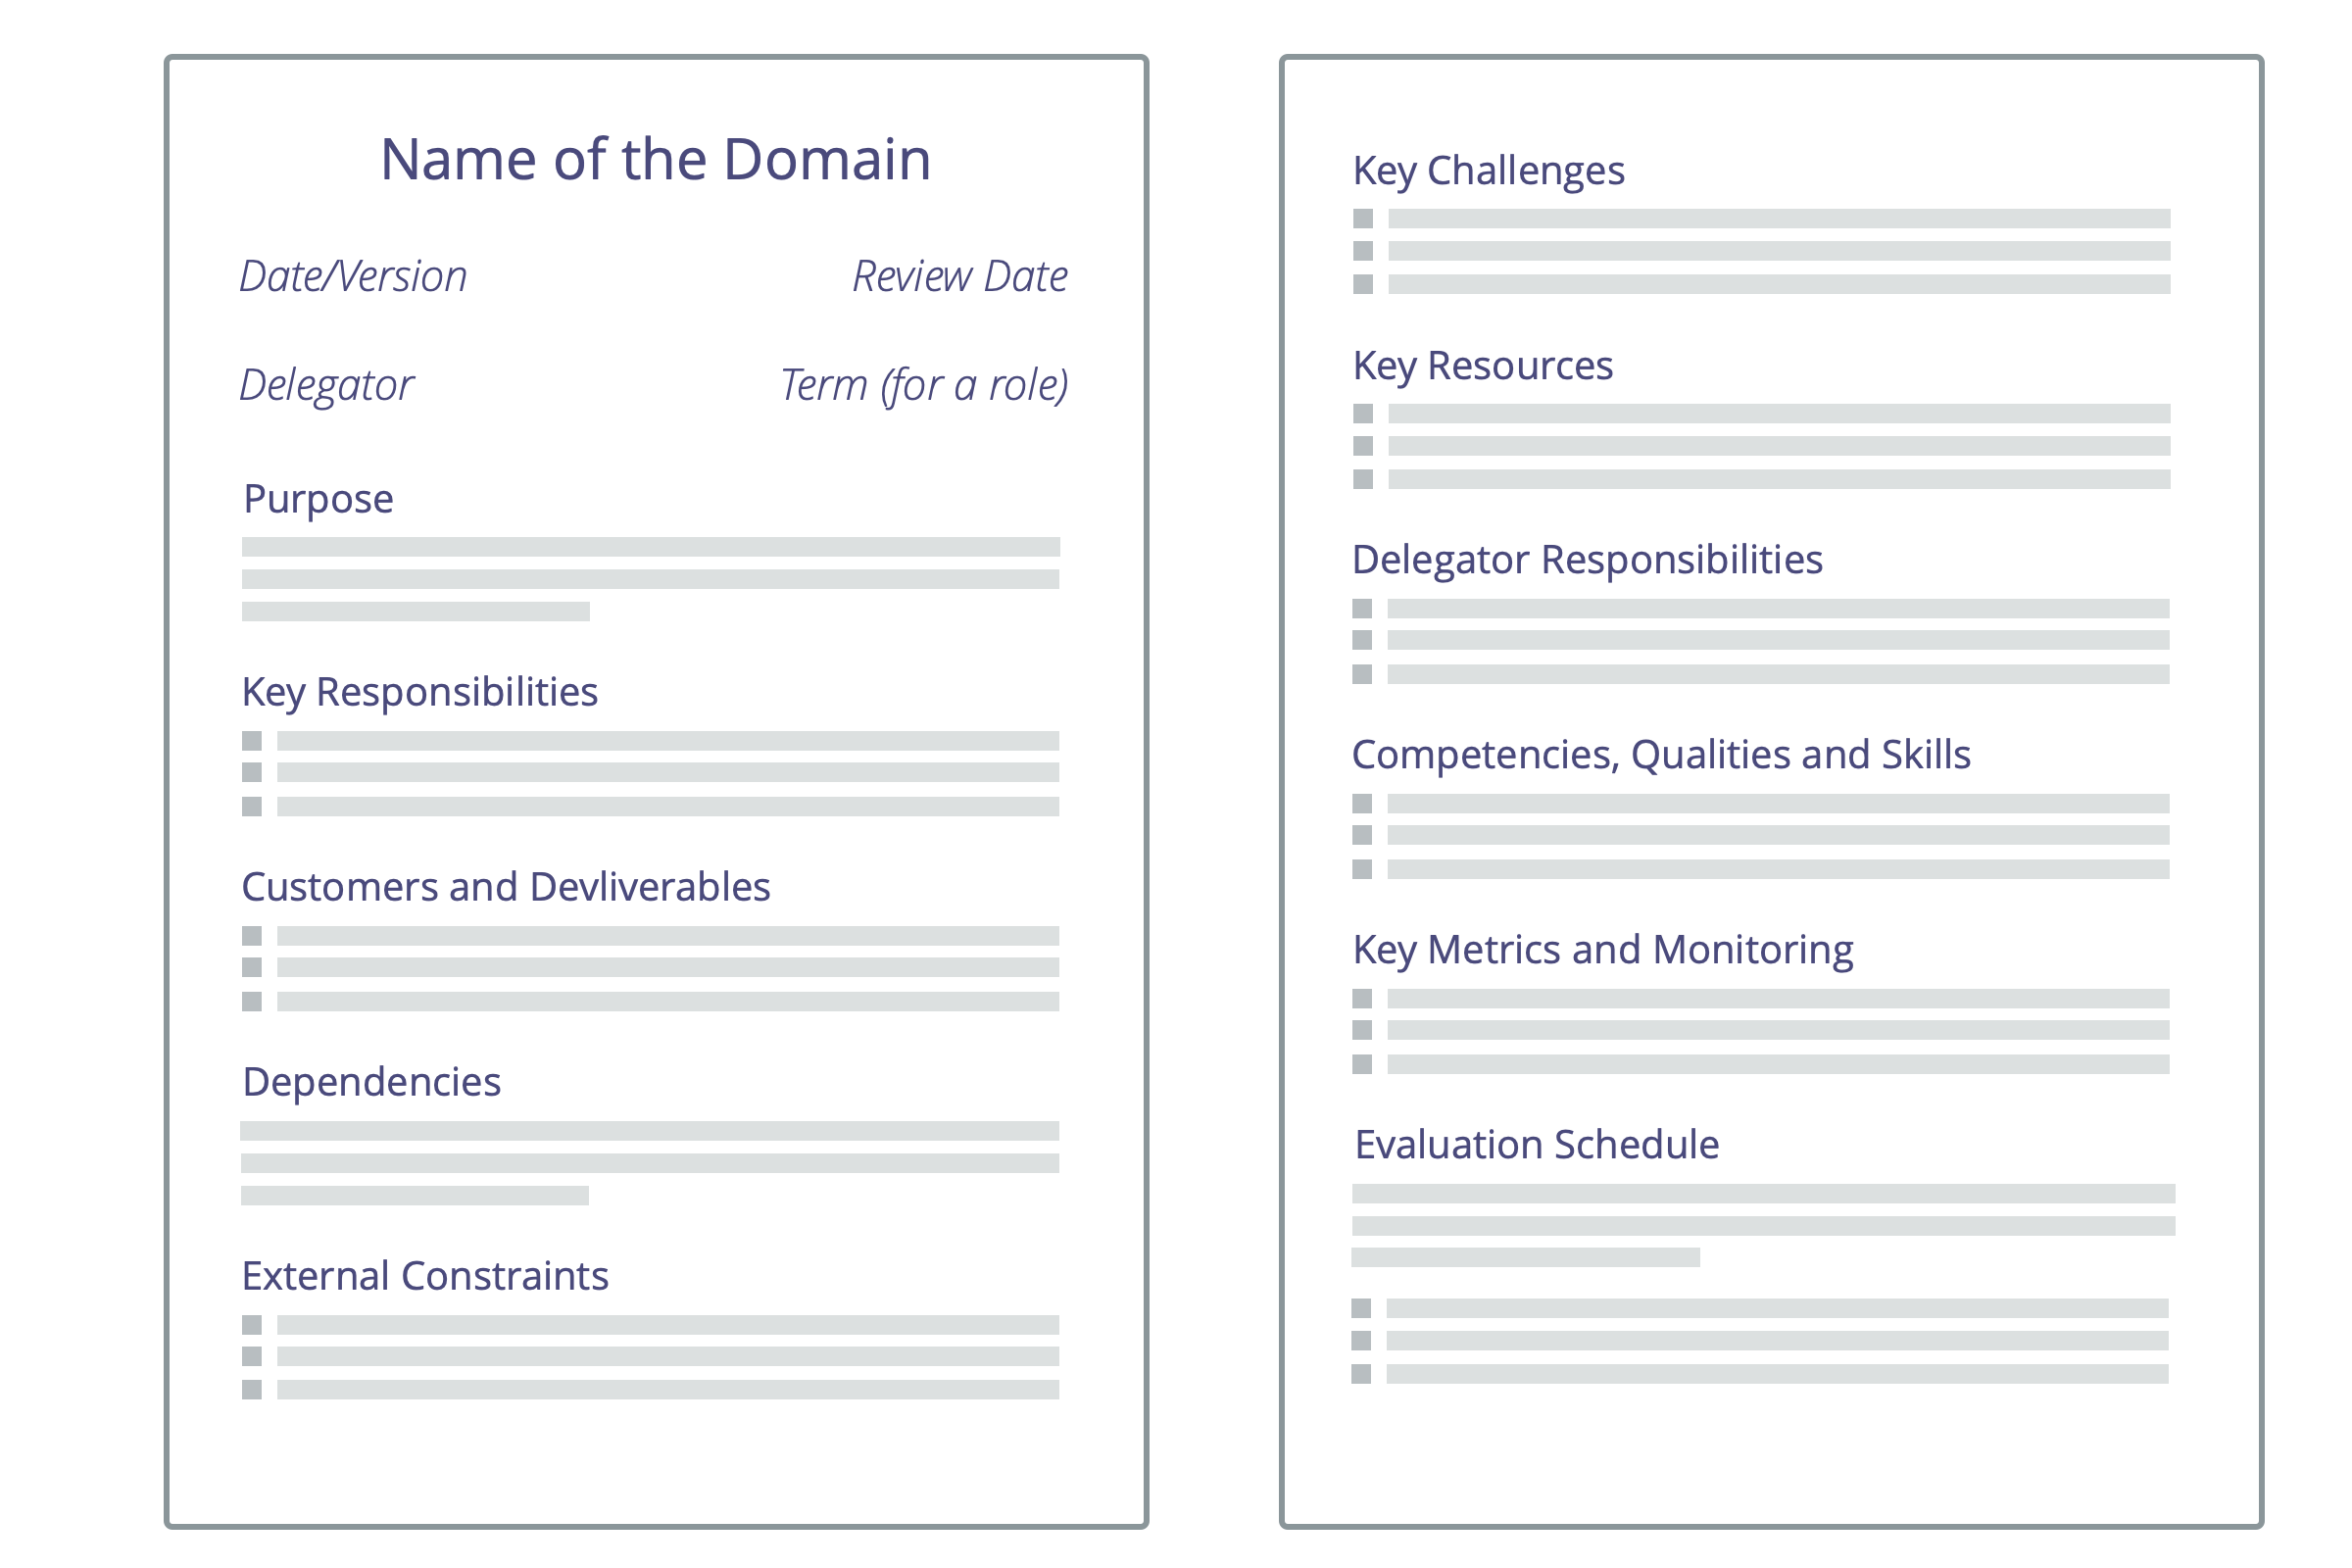 Name of the Domain
Date/Version Review Date
Delegator Term (for a role)
Purpose
Key Responsibilities
Customers and Devliverables
Dependencies
External Constraints
Key Challenges
Key Resources
Delegator Responsibilities
Competencies, Qualities and Skills
Key Metrics and Monitoring
Evaluation Schedule